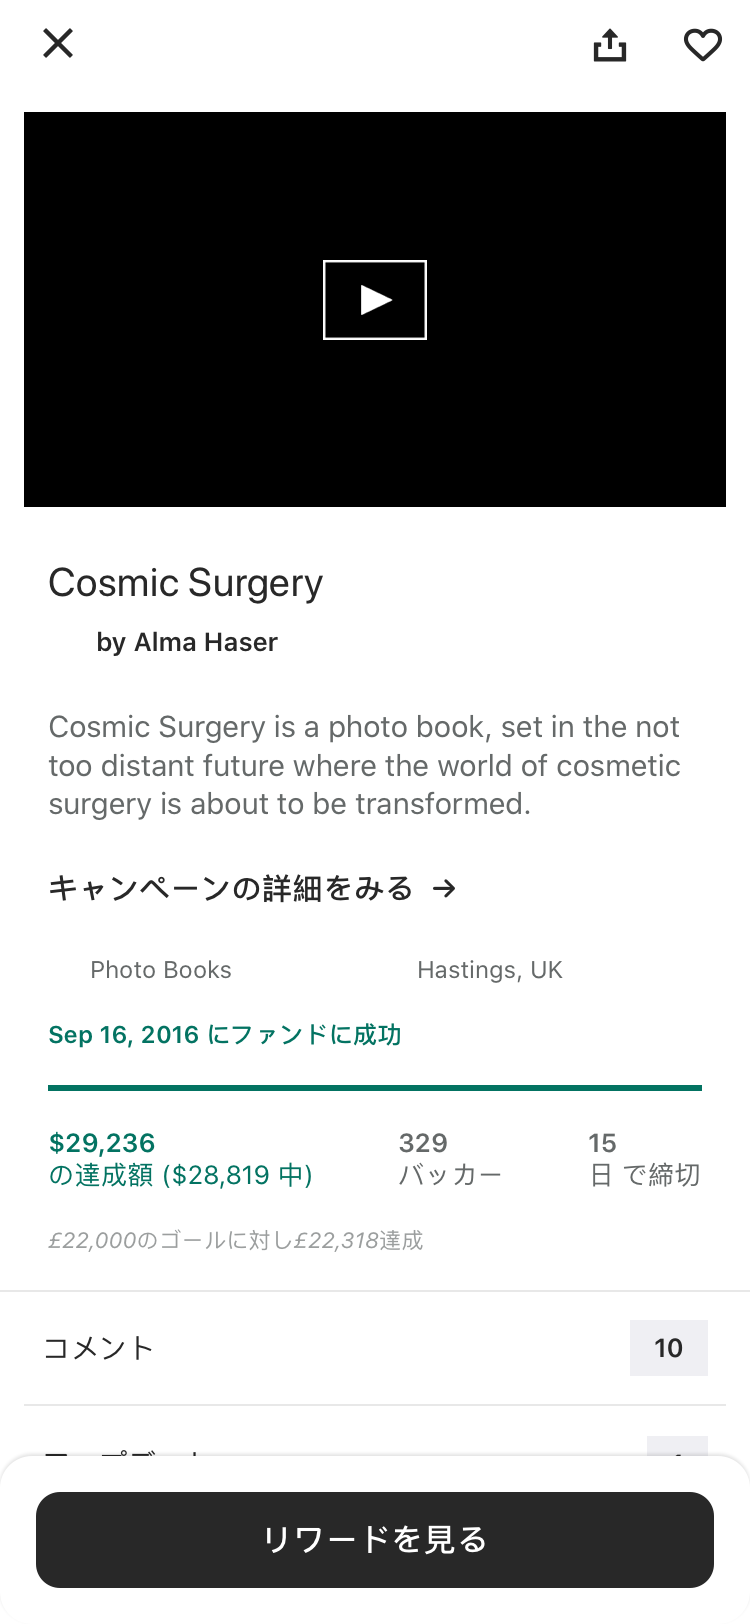 Cosmic Surgery
by Alma Haser
Cosmic Surgery is a photo book, set in the not
too distant future where the world of cosmetic
surgery is about to be transformed.
キャンペーンの詳細をみる →
Photo Books
Hastings, UK
Sep 16, 2016 にファンドに成功
$29,236
の達成額 ($28,819 中)
329
バッカー
15
日 で締切
£22,000のゴールに対し£22,318達成
コメント
10
リワードを見る